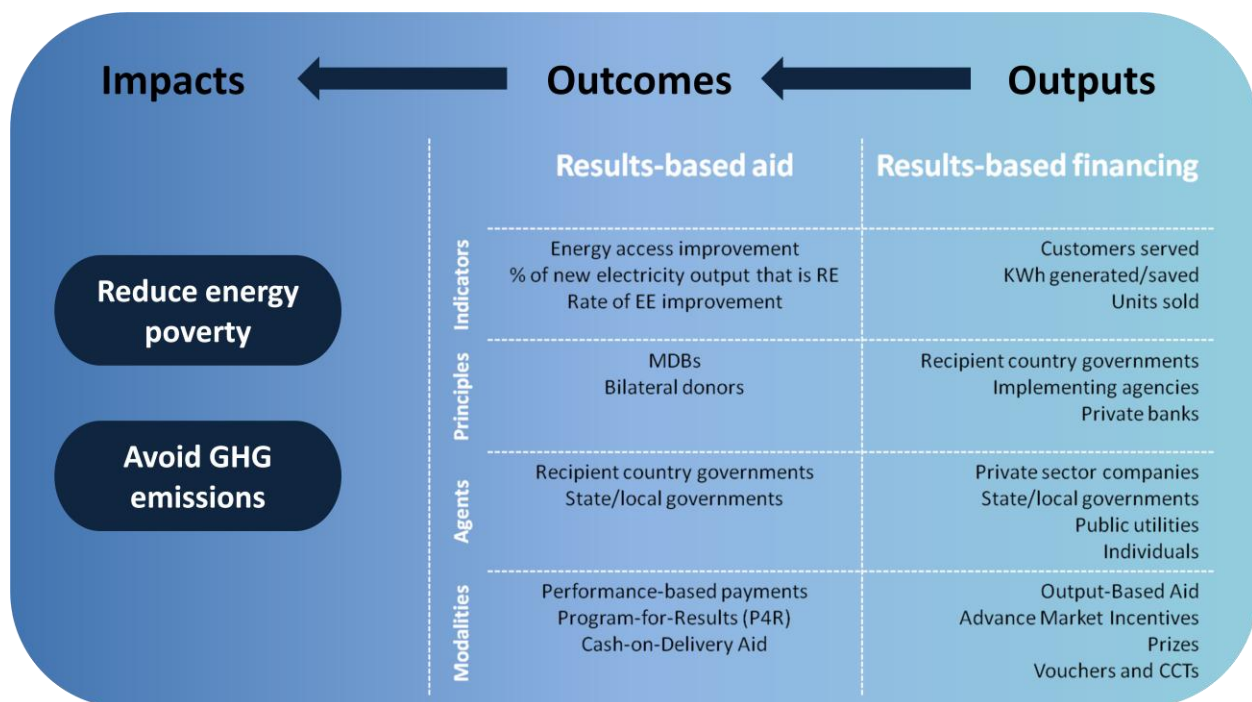 Impacts
Outcomes
Outputs
Results-based aid
Results-based financing
Reduce energy
poverty
Avoid GHG
emissions
Indicators
Energy access improvement
% of new electricity output that is RE
Rate of EE improvement
Customers served
KWh generated/saved
Units sold
Principles
MDBs
Bilateral donors
Recipient country governments
Implementing agencies
Private banks
Agents
Recipient country governments
State/local governments
Private sector companies
State/local governments
Public utilities
Individuals
Modalities
Performance-based payments
Program-for-Results (P4R)
Cash-on-Delivery Aid
Output-Based Aid
Advance Market Incentives
Prizes
Vouchers and CCTs